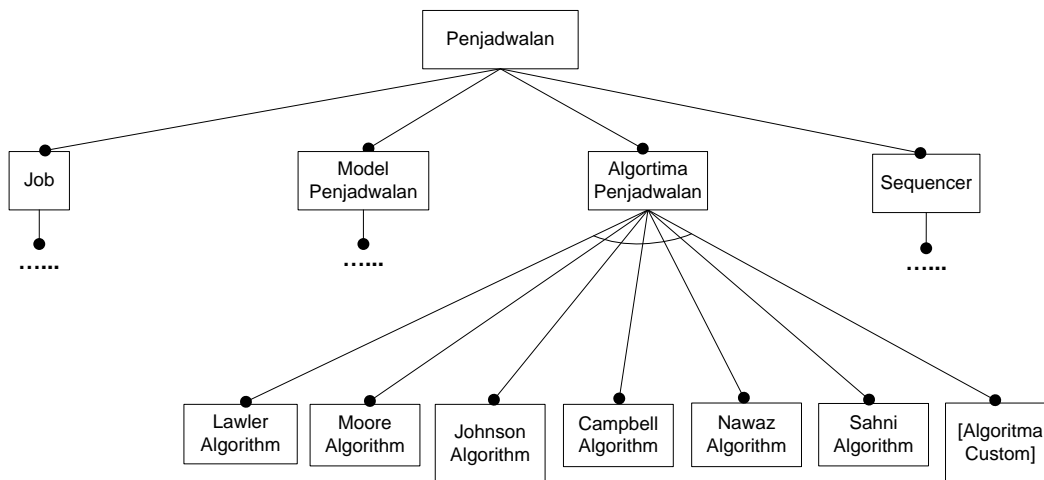 Penjadwalan
Job
Model
Penjadwalan
Algortima
Penjadwalan
Sequencer
…...
…...
…...
Lawler
Algorithm
Moore
Algorithm
Johnson
Algorithm
Campbell
Algorithm
Nawaz
Algorithm
Sahni
Algorithm
[Algoritma
Custom]